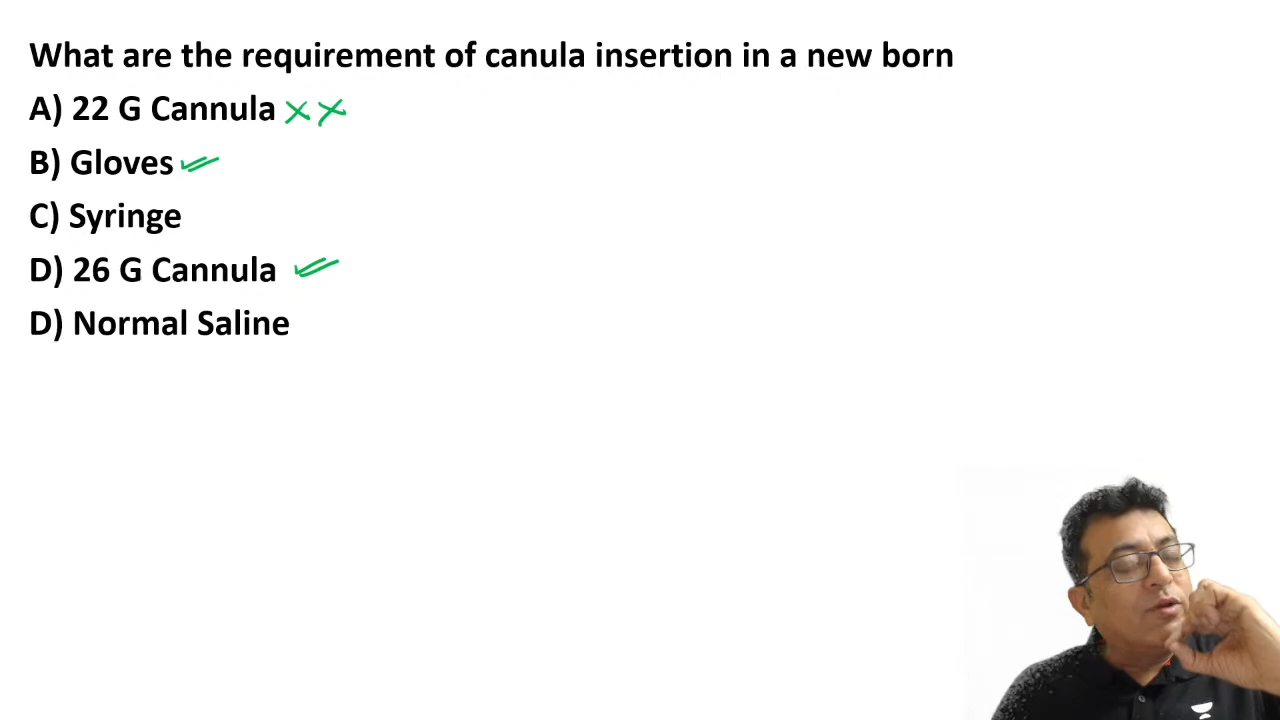 What are the requirement of canula insertion in a new born
A) 22 G Cannula
B) Gloves
C) Syringe
D) 26 G Cannula
D) Normal Saline